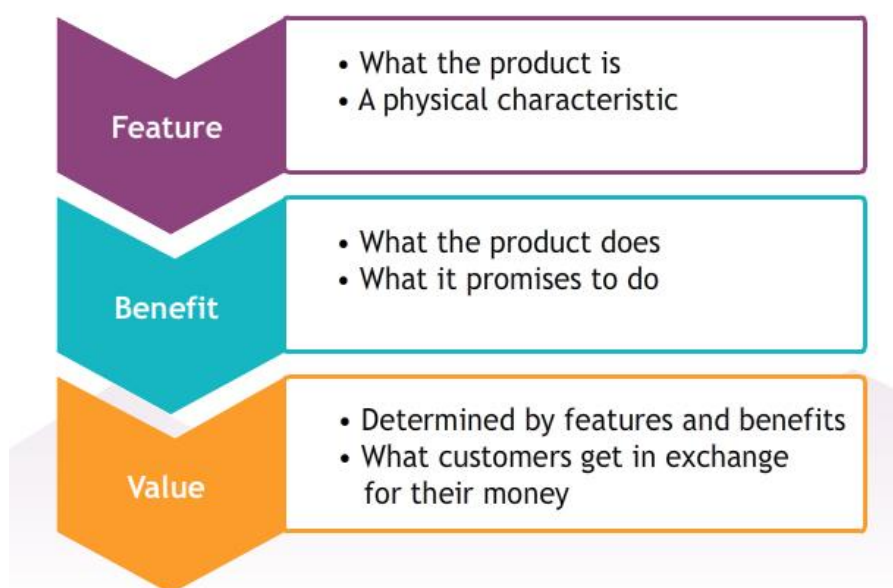 Feature
• What the product is
• A physical characteristic
Benefit
• What the product does
• What it promises to do
Value
• Determined by features and benefits
• What customers get in exchange
for their money